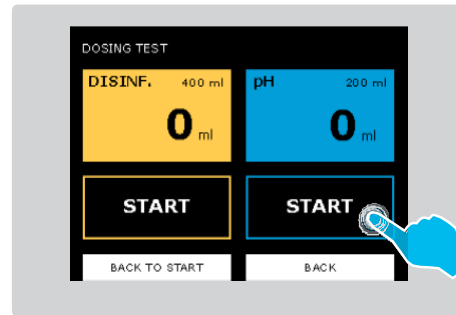 DOSING TEST
DISINF. 400 ml
0 ml
pH 200 ml
0 ml
START
START
BACK TO START
BACK